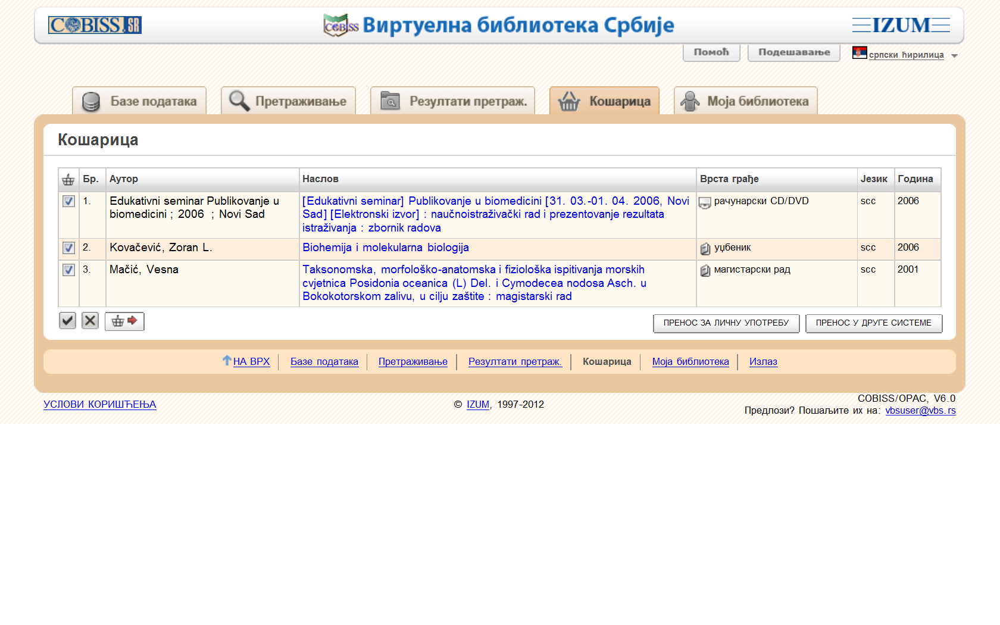 COBISS.SR
COBISS Виртуелна библиотека Србије
IZUM
Помоћ Подешавање српски ћирилица
Базе података Претраживање Резултати претраж. Кошарица Моја библиотека
Кошарица
Бр. Аутор Наслов Врста грађе Језик Година
1. Edukativni seminar Publikovanje u biomedicini ; 2006 ; Novi Sad
[Edukativni seminar] Publikovanje u biomedicini [31. 03.-01. 04. 2006, Novi
Sad] [Elektronski izvor] : naučnoistraživački rad i prezentovanje rezultata
istraživanja : zbornik radova
рачунарски CD/DVD scc 2006
2. Kovačević, Zoran L. Biohemija i molekularna biologija уџбеник scc 2006
3. Mačić, Vesna
Taksonomska, morfološko-anatomska i fiziološka ispitivanja morskih
cvjetnica Posidonia oceanica (L) Del. i Cymodecea nodosa Asch. u
Bokokotorskom zalivu, u cilju zaštite : magistarski rad
магистарски рад scc 2001
ПРЕНОС ЗА ЛИЧНУ УПОТРЕБУ ПРЕНОС У ДРУГЕ СИСТЕМЕ
НА ВРХ Базе података Претраживање Резултати претраж. Кошарица Моја библиотека Излаз
УСЛОВИ КОРИШЋЕЊА
© IZUM, 1997-2012
COBISS/OPAC, V6.0
Предлози? Пошаљите их на: vbsuser@vbs.rs